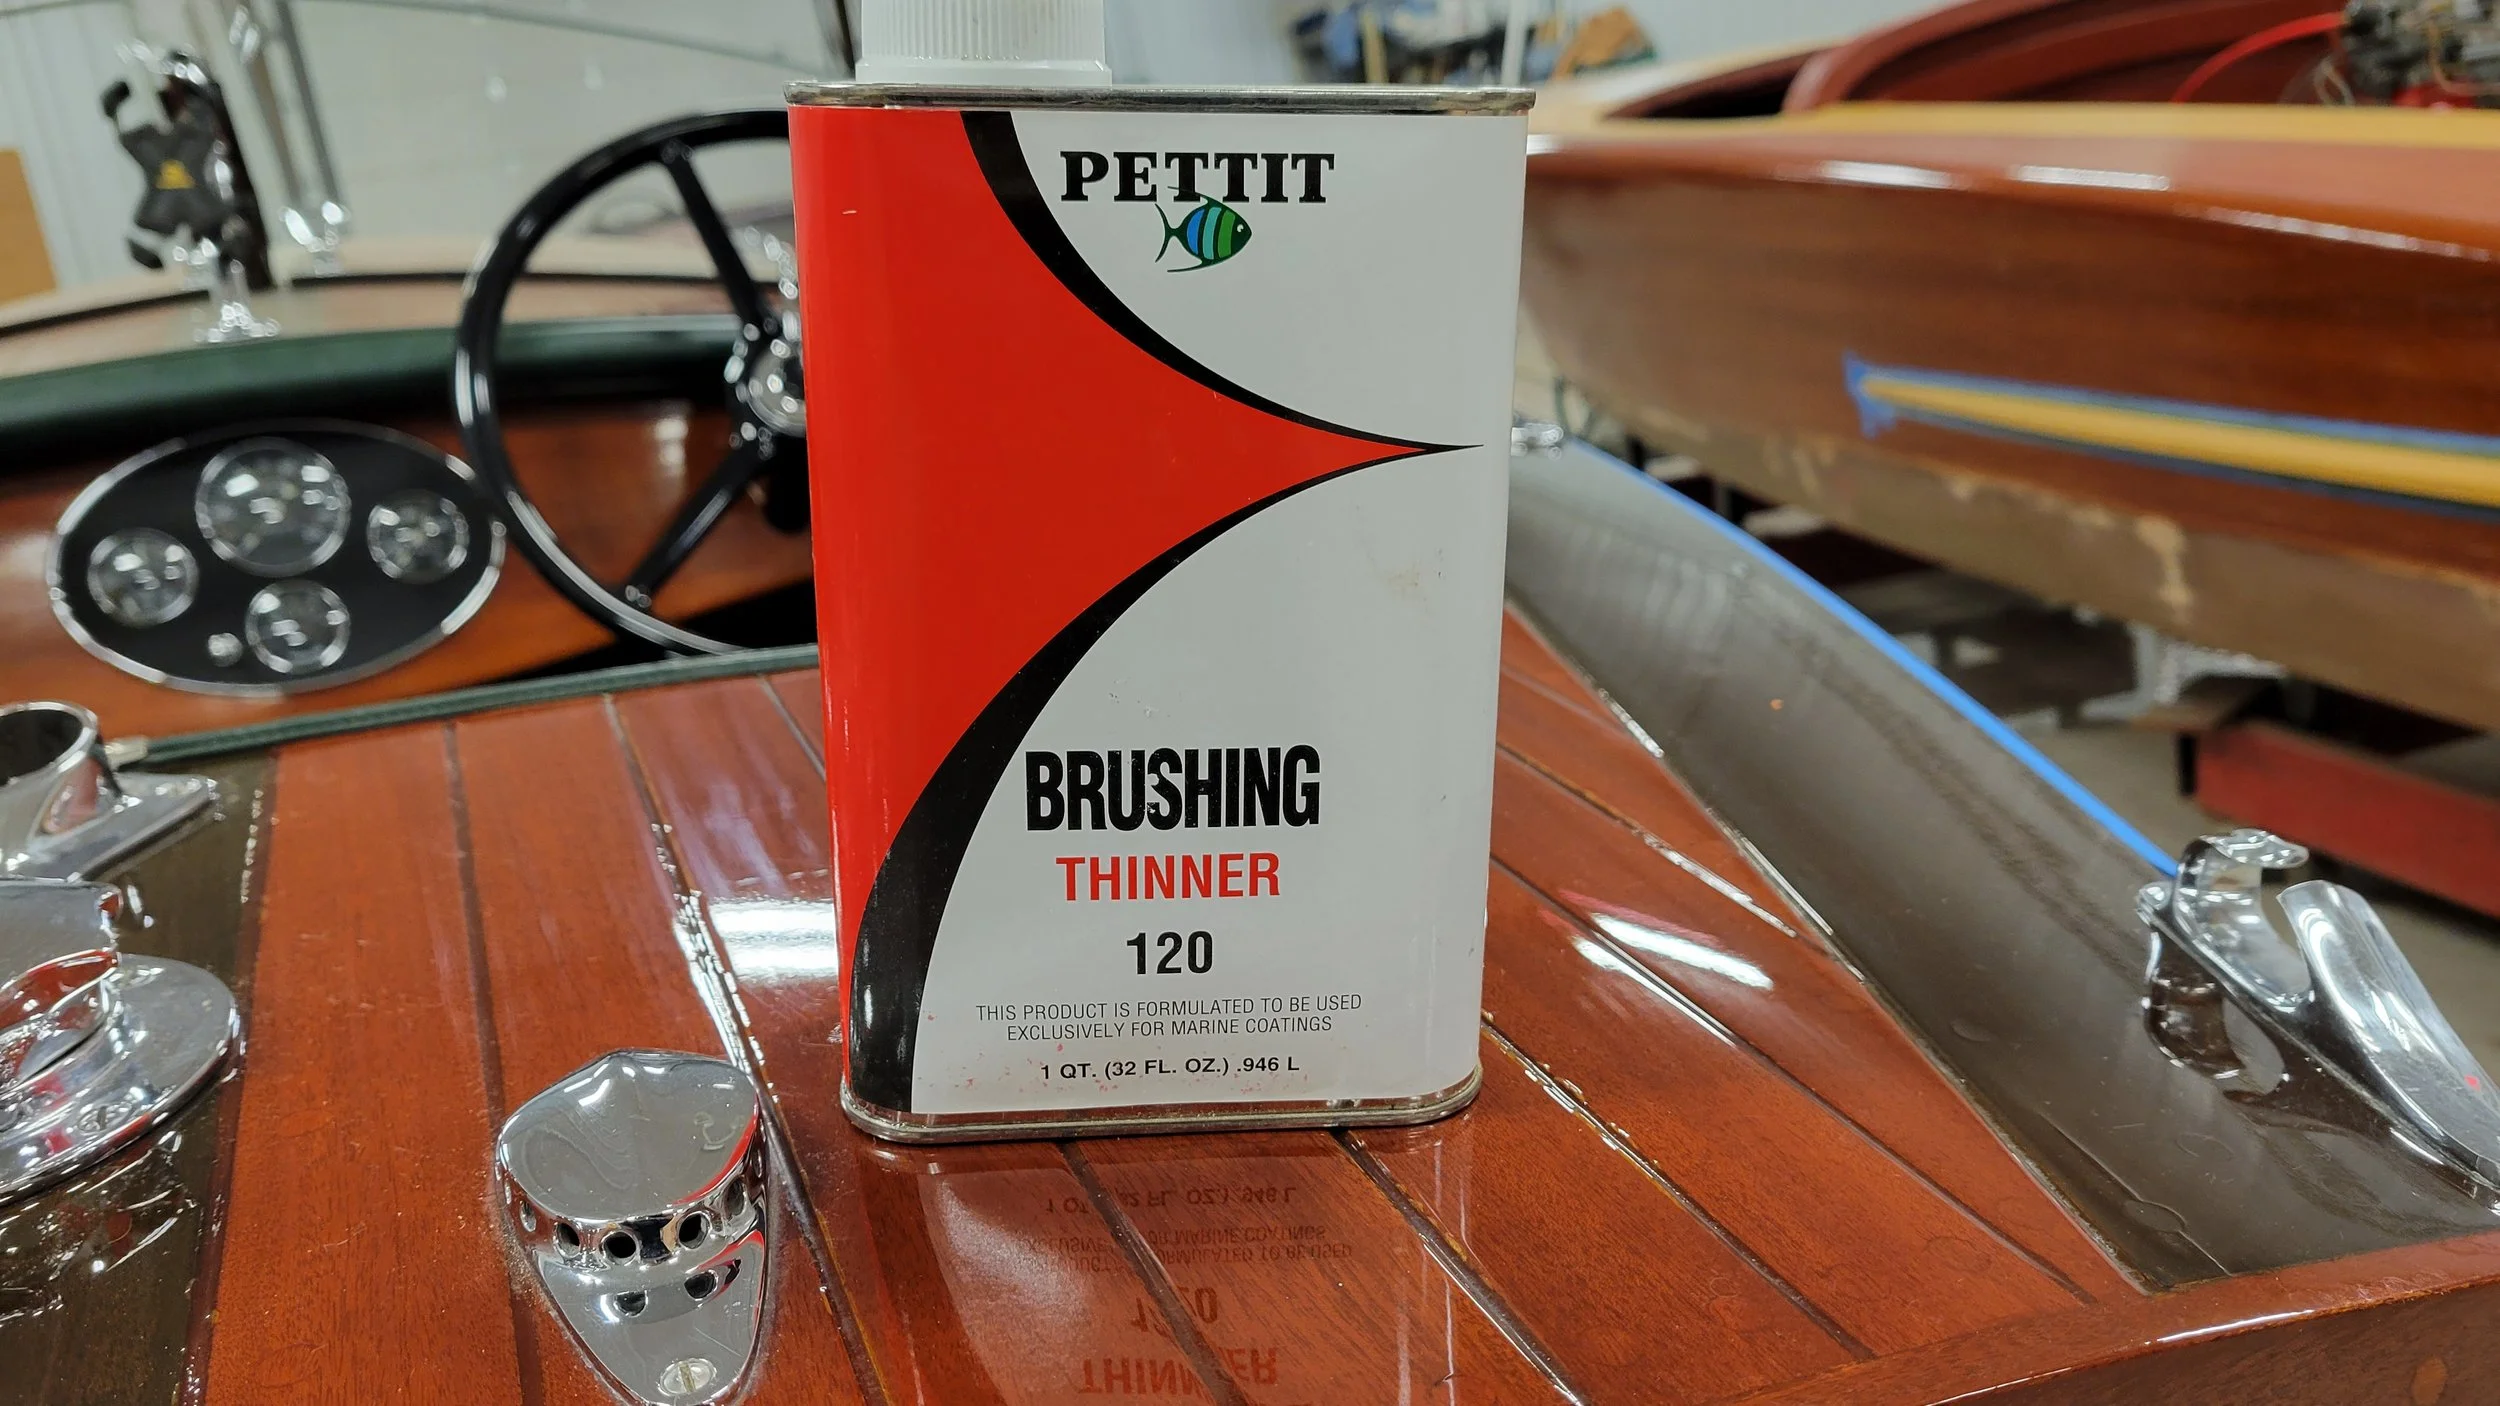 PETTIT
BRUSHING
THINNER
120
THIS PRODUCT IS FORMULATED TO BE USED
EXCLUSIVELY FOR MARINE COATINGS
1 QT. (32 FL. OZ.) .946 L